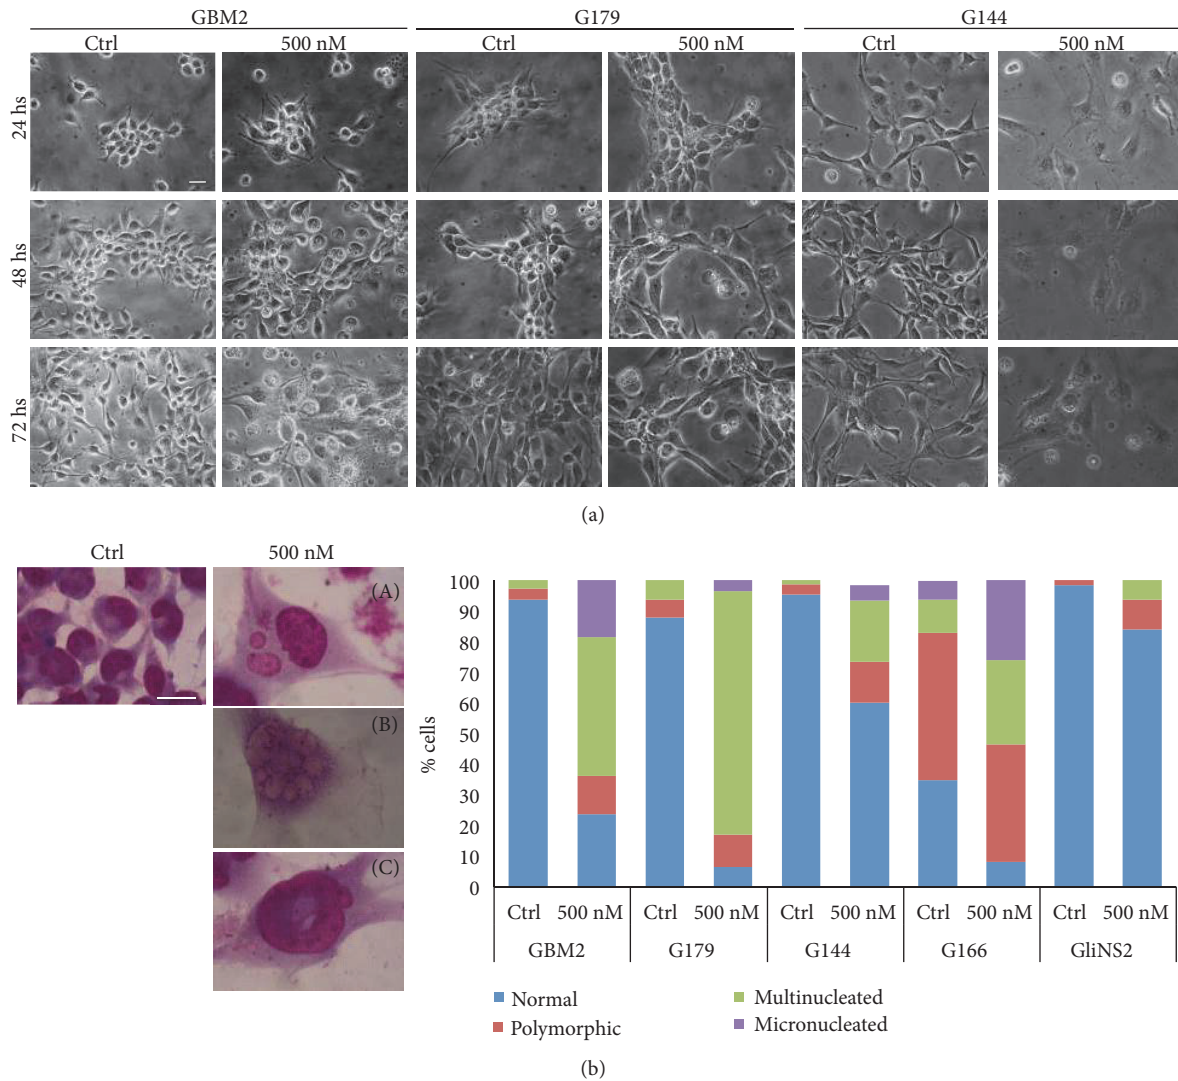 GBM2 G179 G144
Ctrl 500 nM Ctrl 500 nM Ctrl 500 nM
24 hs
48 hs
72 hs
(a)
Ctrl 500 nM
(A)
(B)
(C)
% cells
100
90
80
70
60
50
40
30
20
10
0
Ctrl 500 nM Ctrl 500 nM Ctrl 500 nM Ctrl 500 nM Ctrl 500 nM
GBM2 G179 G144 G166 GliNS2
Normal Multinucleated
Polymorphic Micronucleated
(b)